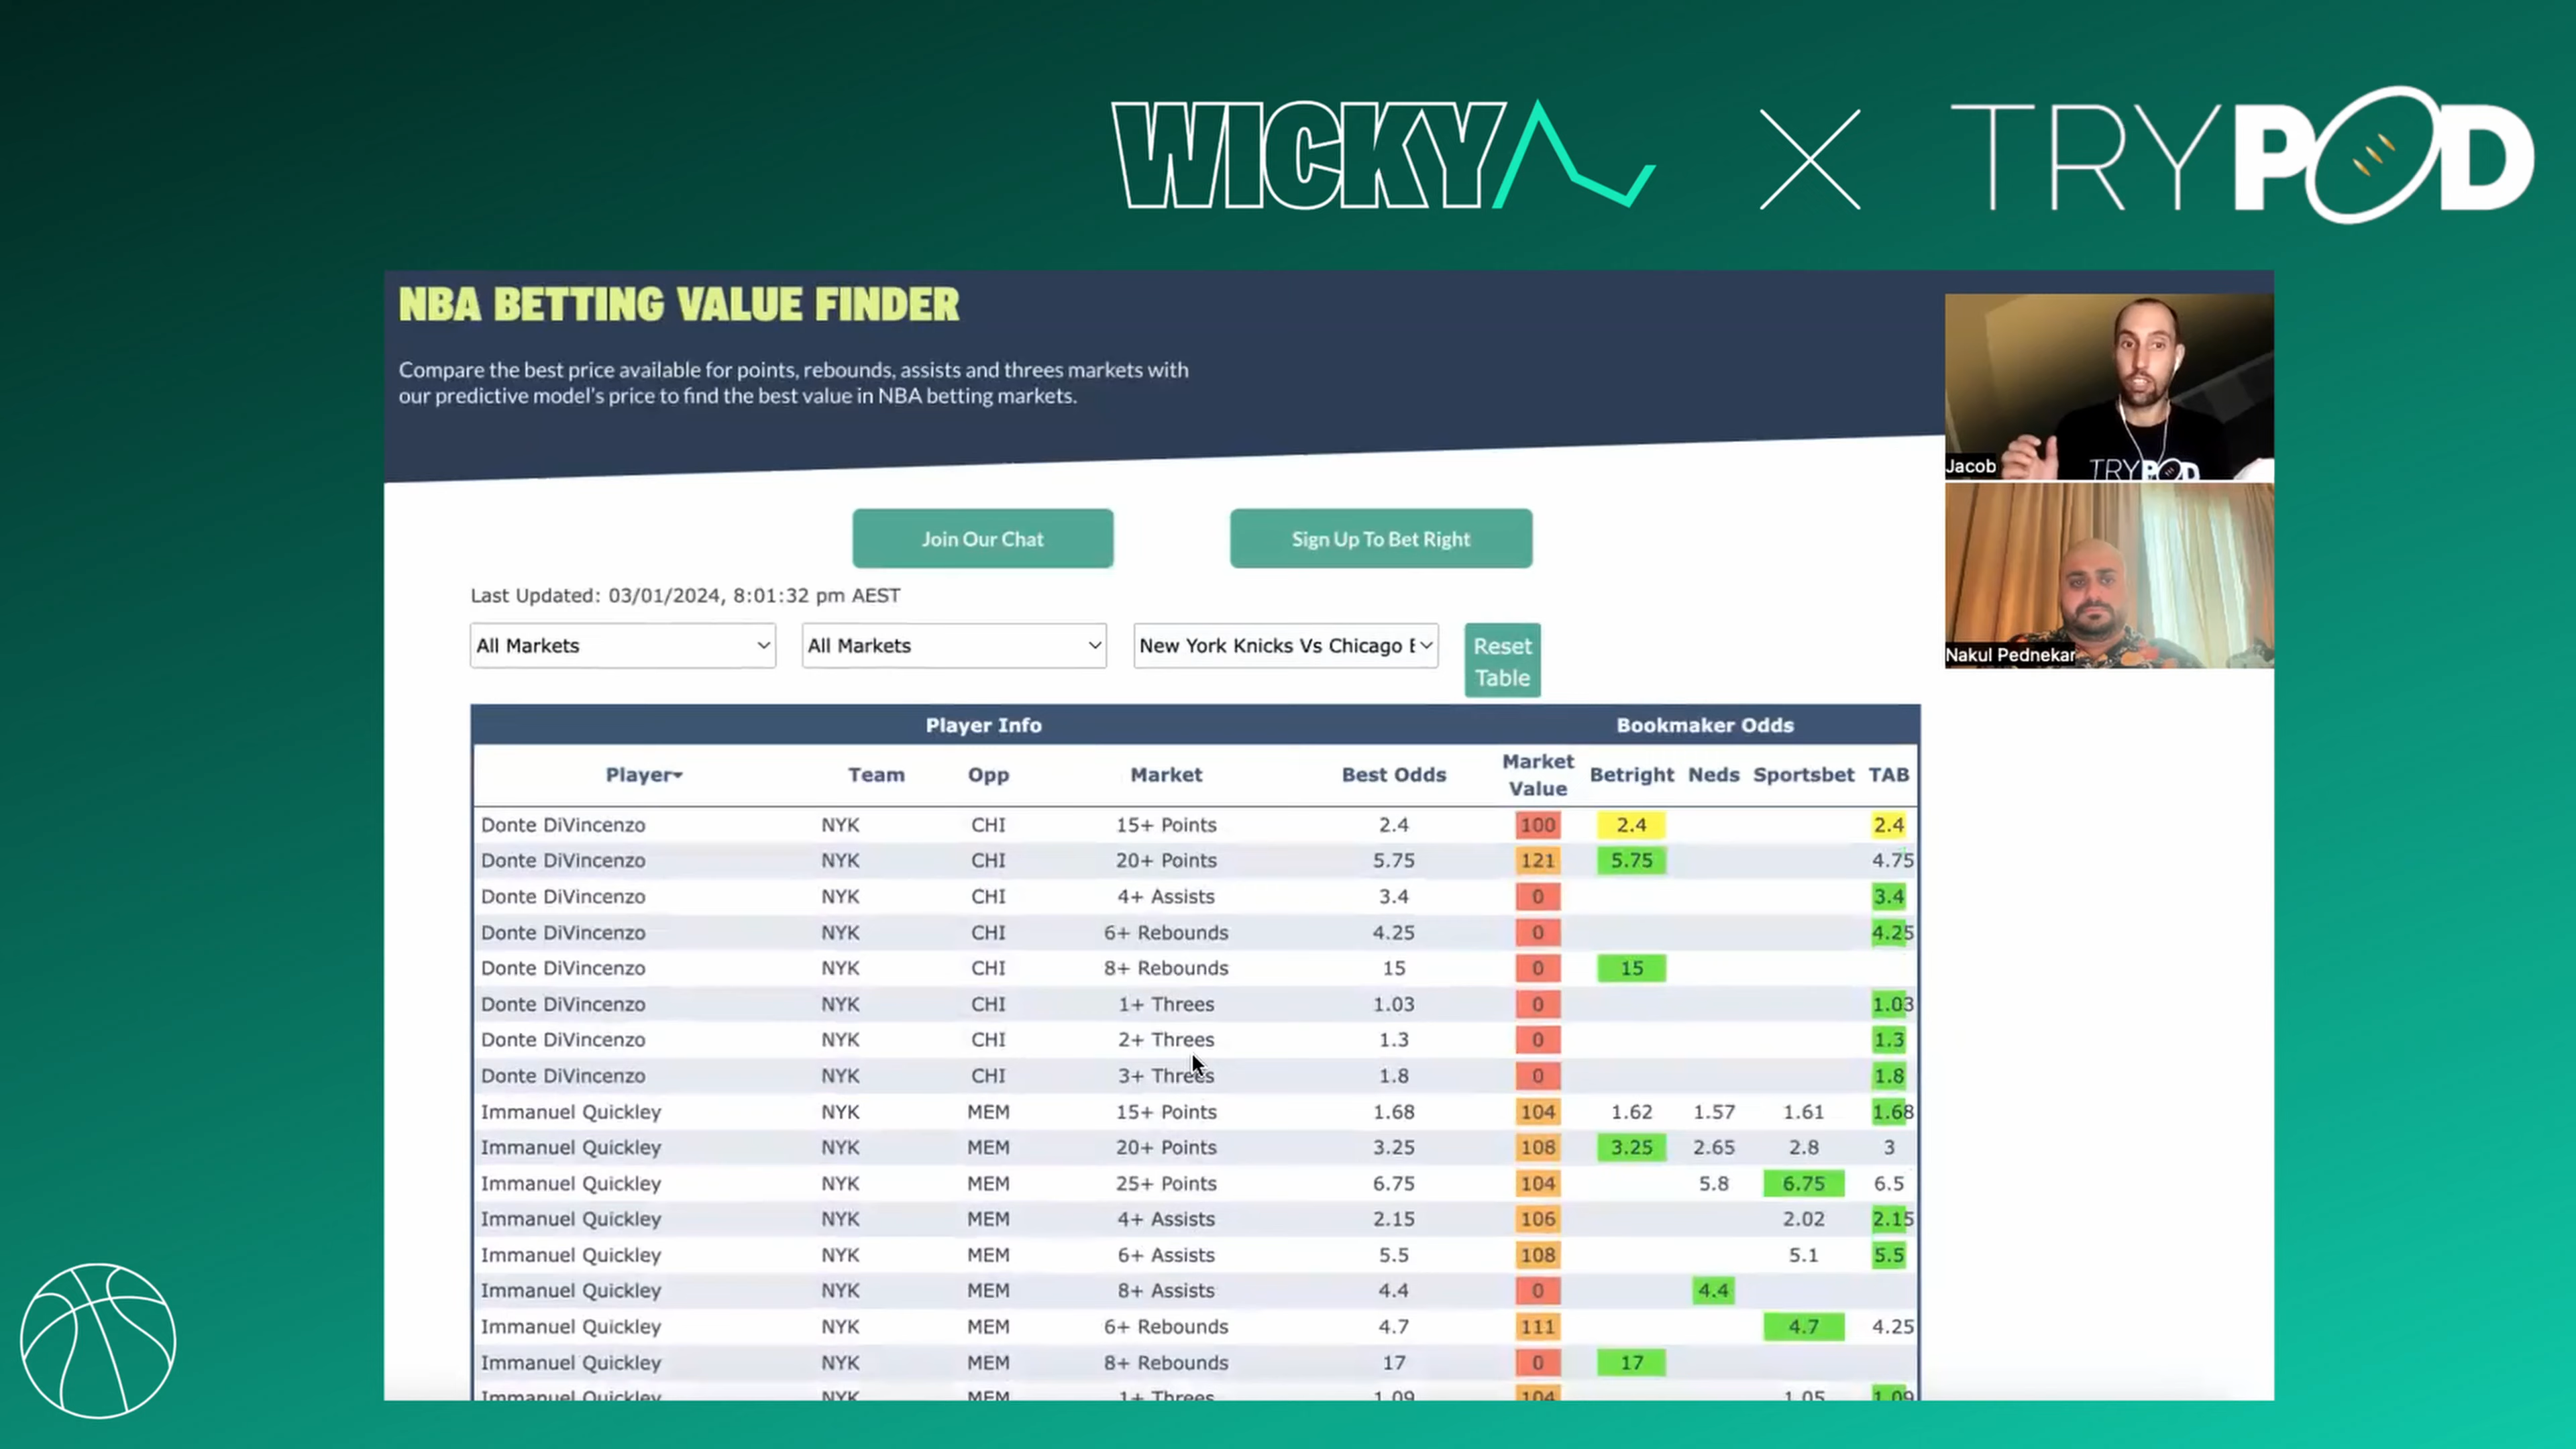 WICKY
TRYPOD
NBA BETTING VALUE FINDER
Compare the best price available for points, rebounds, assists and threes markets with
our predictive model's price to find the best value in NBA betting markets.
Jacob
TRYPOD
Nakul Pednekar
Join Our Chat Sign Up To Bet Right
Last Updated: 03/01/2024, 8:01:32 pm AEST
All Markets All Markets New York Knicks Vs Chicago Reset Table
Player Info Bookmaker Odds
Player Team Opp Market Best Odds Market Value Betright Neds Sportsbet TAB
Donte DiVincenzo NYK CHI 15+ Points 2.4 100 2.4 2.4
Donte DiVincenzo NYK CHI 20+ Points 5.75 121 5.75 4.75
Donte DiVincenzo NYK CHI 4+ Assists 3.4 0 3.4
Donte DiVincenzo NYK CHI 6+ Rebounds 4.25 0 4.25
Donte DiVincenzo NYK CHI 8+ Rebounds 15 0 15
Donte DiVincenzo NYK CHI 1+ Threes 1.03 0 1.03
Donte DiVincenzo NYK CHI 2+ Threes 1.3 0 1.3
Donte DiVincenzo NYK CHI 3+ Threes 1.8 0 1.8
Immanuel Quickley NYK MEM 15+ Points 1.68 104 1.62 1.57 1.61 1.68
Immanuel Quickley NYK MEM 20+ Points 3.25 108 3.25 2.65 2.8 3
Immanuel Quickley NYK MEM 25+ Points 6.75 104 5.8 6.75 6.5
Immanuel Quickley NYK MEM 4+ Assists 2.15 106 2.02 2.15
Immanuel Quickley NYK MEM 6+ Assists 5.5 108 5.1 5.5
Immanuel Quickley NYK MEM 8+ Assists 4.4 0 4.4
Immanuel Quickley NYK MEM 6+ Rebounds 4.7 111 4.7 4.25
Immanuel Quickley NYK MEM 8+ Rebounds 17 0 17
Immanuel Quickley NYK MEM 1+ Threes 1.09 104 1.05 1.09